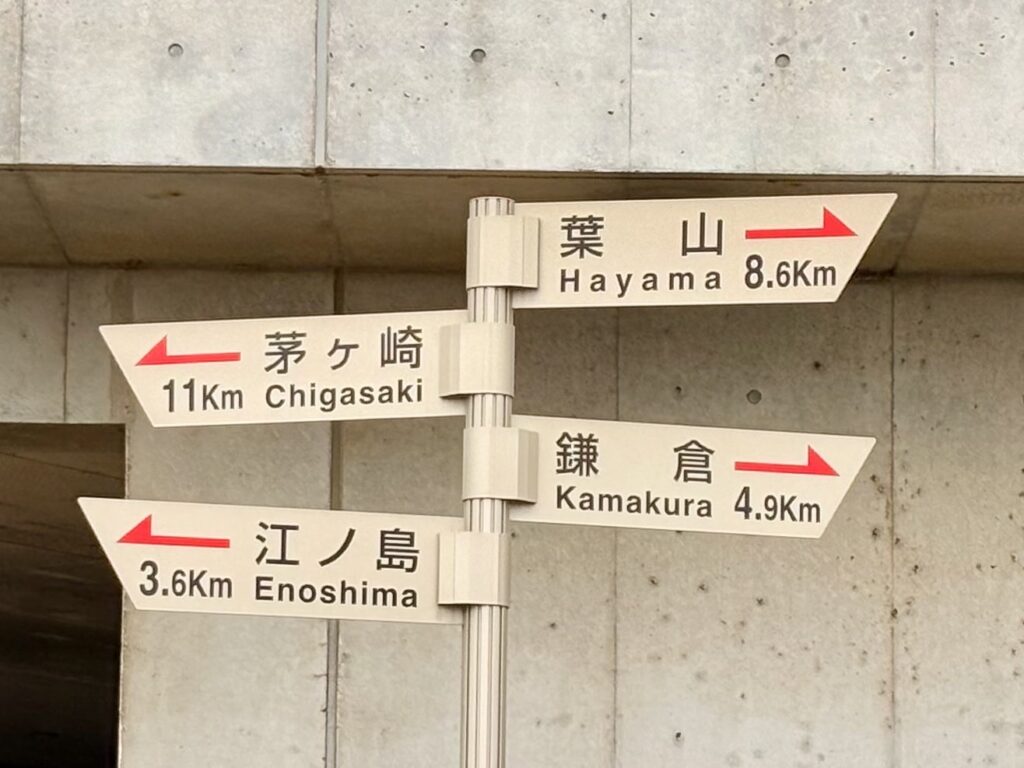 葉山
Hayama 8.6Km
茅ヶ崎
11Km Chigasaki
鎌倉
Kamakura 4.9Km
江ノ島
3.6Km Enoshima